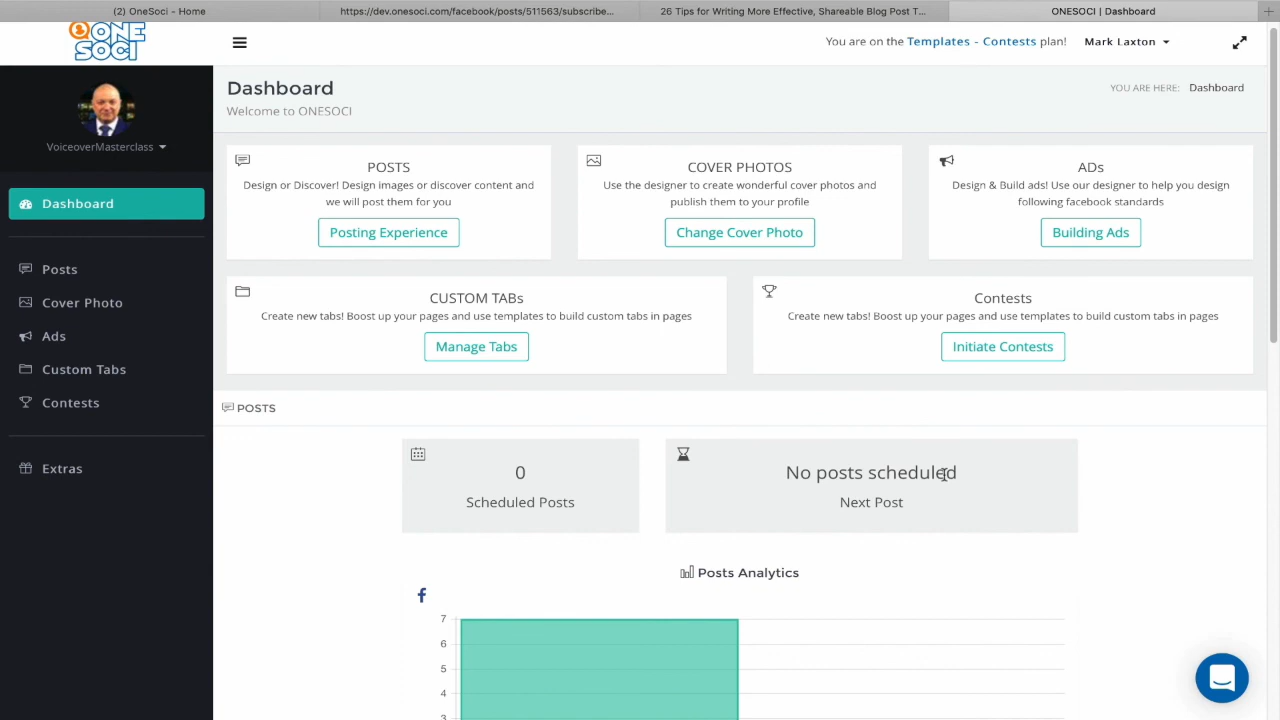 (2) OneSoci - Home
https://dev.onesoci.com/facebook/posts/511563/subscribe...
26 Tips for Writing More Effective, Shareable Blog Post T...
ONESOCI | Dashboard
ONE
SOCI
You are on the Templates - Contests plan!
Mark Laxton
VoiceoverMasterclass
Dashboard
Posts
Cover Photo
Ads
Custom Tabs
Contests
Extras
Dashboard
Welcome to ONESOCI
YOU ARE HERE: Dashboard
POSTS
Design or Discover! Design images or discover content and
we will post them for you
Posting Experience
COVER PHOTOS
Use the designer to create wonderful cover photos and
publish them to your profile
Change Cover Photo
ADs
Design & Build ads! Use our designer to help you design
following facebook standards
Building Ads
CUSTOM TABs
Create new tabs! Boost up your pages and use templates to build custom tabs in pages
Manage Tabs
Contests
Create new tabs! Boost up your pages and use templates to build custom tabs in pages
Initiate Contests
POSTS
0
Scheduled Posts
No posts scheduled
Next Post
Posts Analytics
7
6
5
4
3